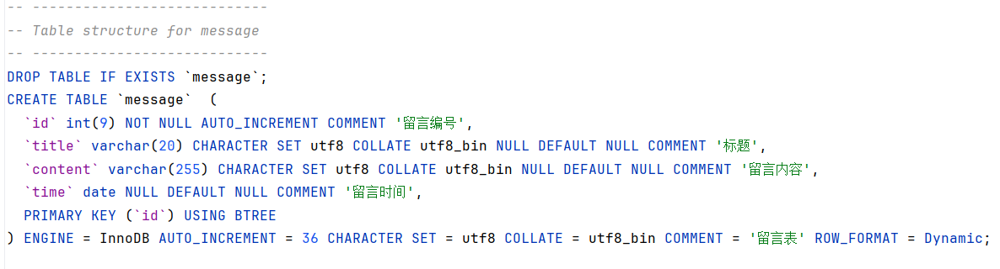 -- ----------------------------
-- Table structure for message
-- ----------------------------
DROP TABLE IF EXISTS `message`;
CREATE TABLE `message`  (
  `id` int(9) NOT NULL AUTO_INCREMENT COMMENT '留言编号',
  `title` varchar(20) CHARACTER SET utf8 COLLATE utf8_bin NULL DEFAULT NULL COMMENT '标题',
  `content` varchar(255) CHARACTER SET utf8 COLLATE utf8_bin NULL DEFAULT NULL COMMENT '留言内容',
  `time` date NULL DEFAULT NULL COMMENT '留言时间',
  PRIMARY KEY (`id`) USING BTREE
) ENGINE = InnoDB AUTO_INCREMENT = 36 CHARACTER SET = utf8 COLLATE = utf8_bin COMMENT = '留言表' ROW_FORMAT = Dynamic;